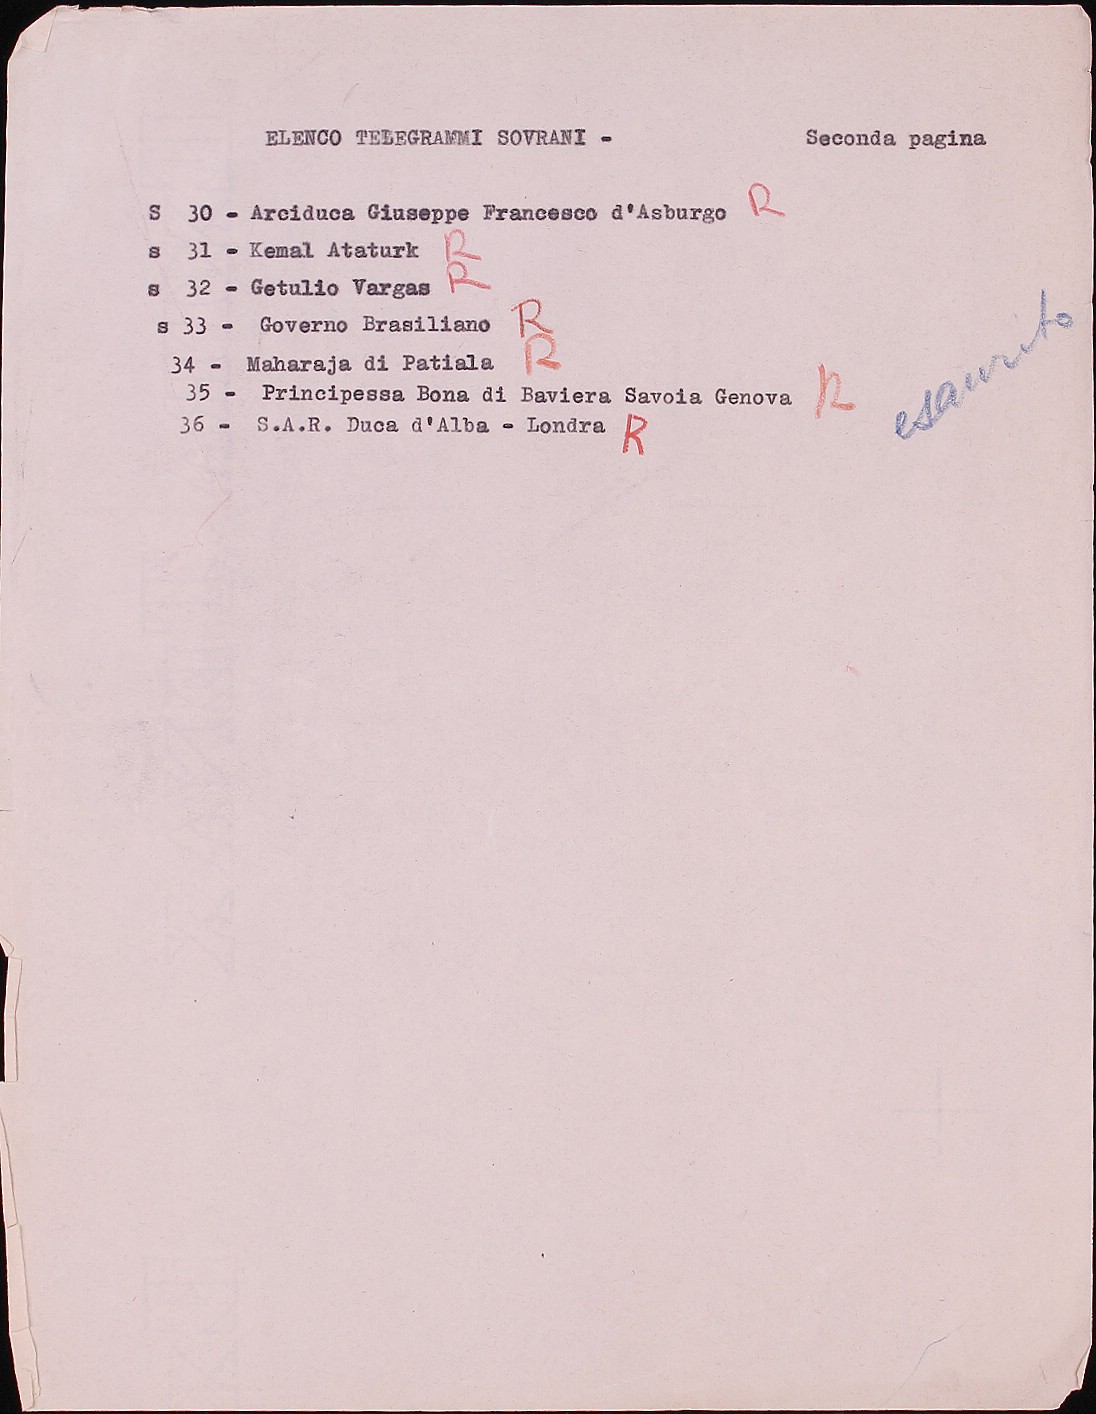 ELENCO TELEGRAMMI SOVRANI - Seconda pagina
S 30 - Arciduca Giuseppe Francesco d'Asburgo R
s 31 - Kemal Ataturk R
s 32 - Getulio Vargas R
s 33 - Governo Brasiliano R
34 - Maharaja di Patiala R
35 - Principessa Bona di Baviera Savoia Genova R
36 - S.A.R. Duca d'Alba - Londra R
esaurito